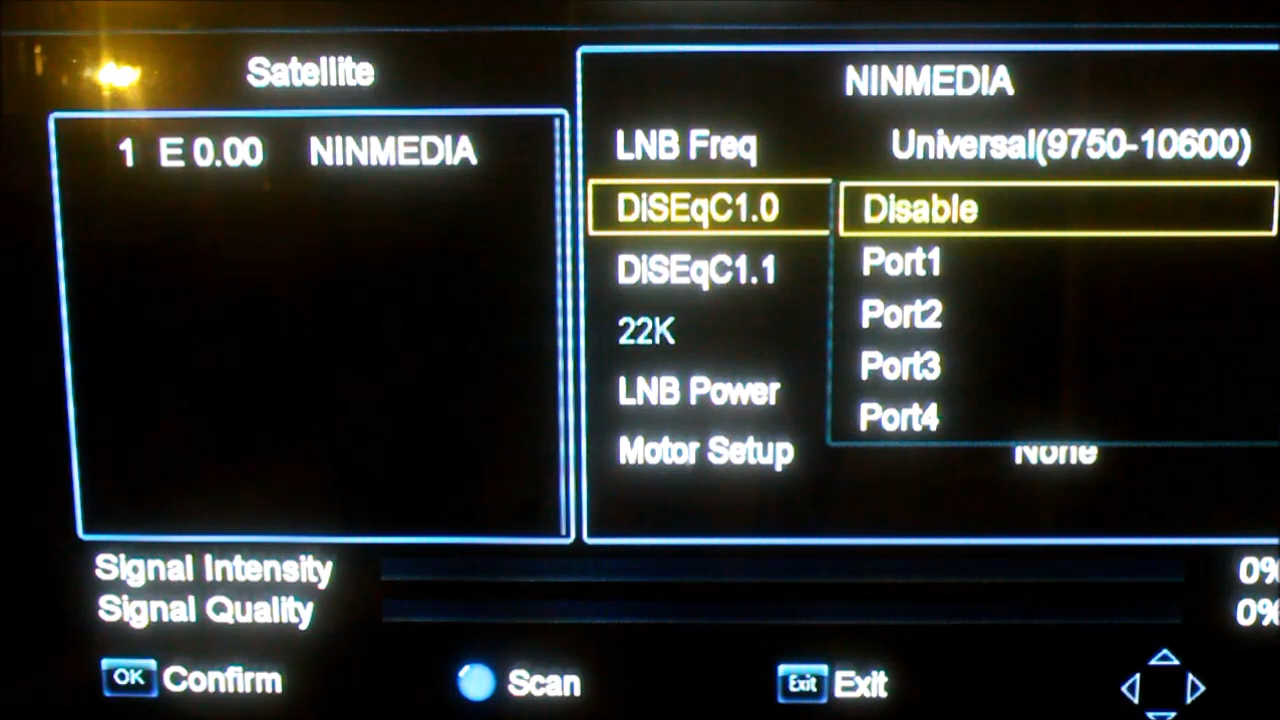 Satellite
1 E 0.00 NINMEDIA
NINMEDIA
LNB Freq Universal(9750-10600)
DiSEqC1.0 Disable
Port1
DiSEqC1.1
Port2
22K
Port3
LNB Power
Port4
Motor Setup None
Signal Intensity 0%
Signal Quality 0%
OK Confirm Scan Exit Exit